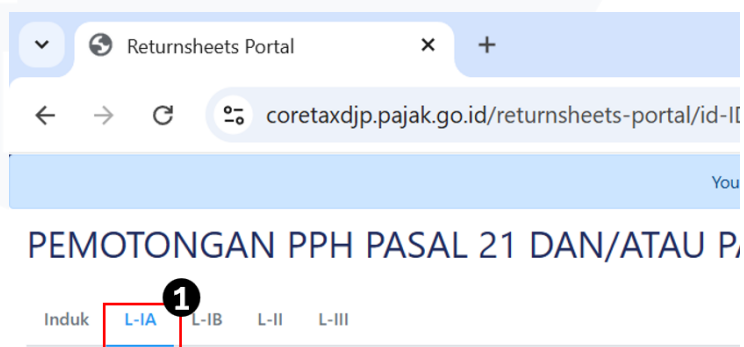 Returnsheets Portal
coretaxdjp.pajak.go.id/returnsheets-portal/id-ID
You
PEMOTONGAN PPH PASAL 21 DAN/ATAU PA
1
Induk L-IA L-IB L-II L-III